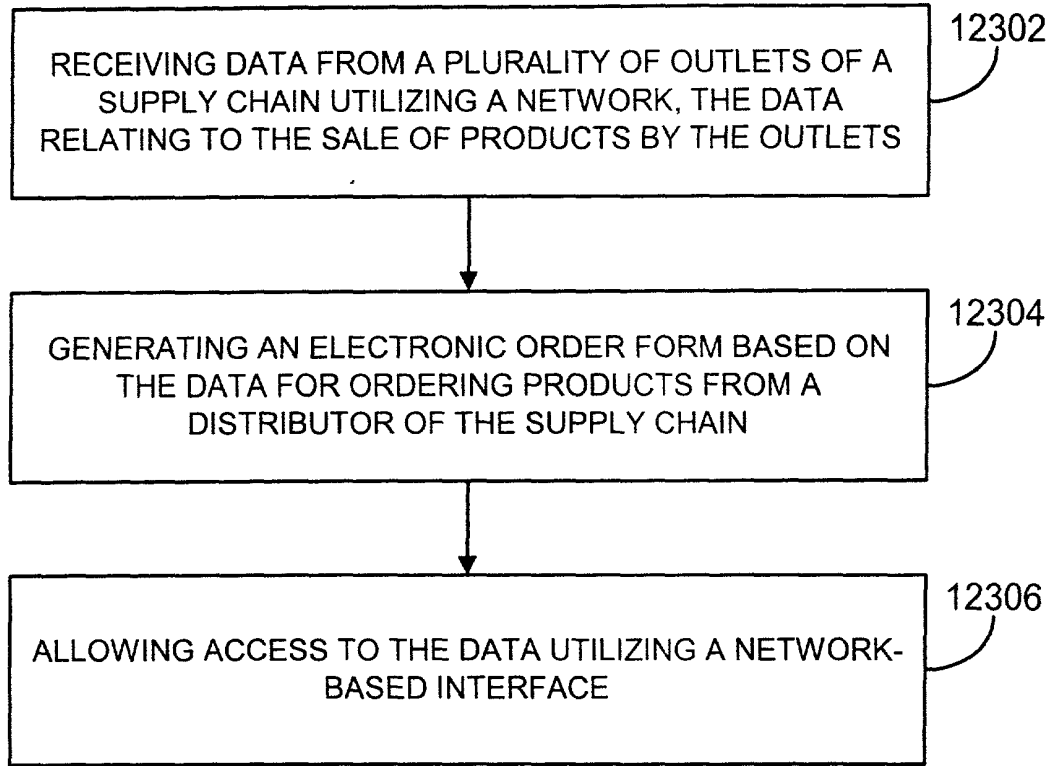 12302
RECEIVING DATA FROM A PLURALITY OF OUTLETS OF A
SUPPLY CHAIN UTILIZING A NETWORK, THE DATA
RELATING TO THE SALE OF PRODUCTS BY THE OUTLETS
12304
GENERATING AN ELECTRONIC ORDER FORM BASED ON
THE DATA FOR ORDERING PRODUCTS FROM A
DISTRIBUTOR OF THE SUPPLY CHAIN
12306
ALLOWING ACCESS TO THE DATA UTILIZING A NETWORK-
BASED INTERFACE